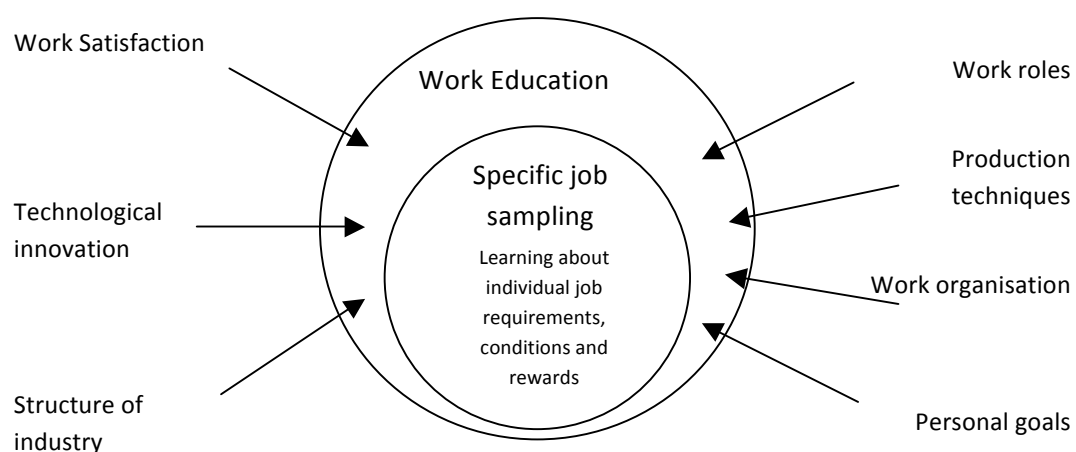 Work Satisfaction
Technological
innovation
Structure of
industry
Work Education
Specific job
sampling
Learning about
individual job
requirements,
conditions and
rewards
Work roles
Production
techniques
Work organisation
Personal goals